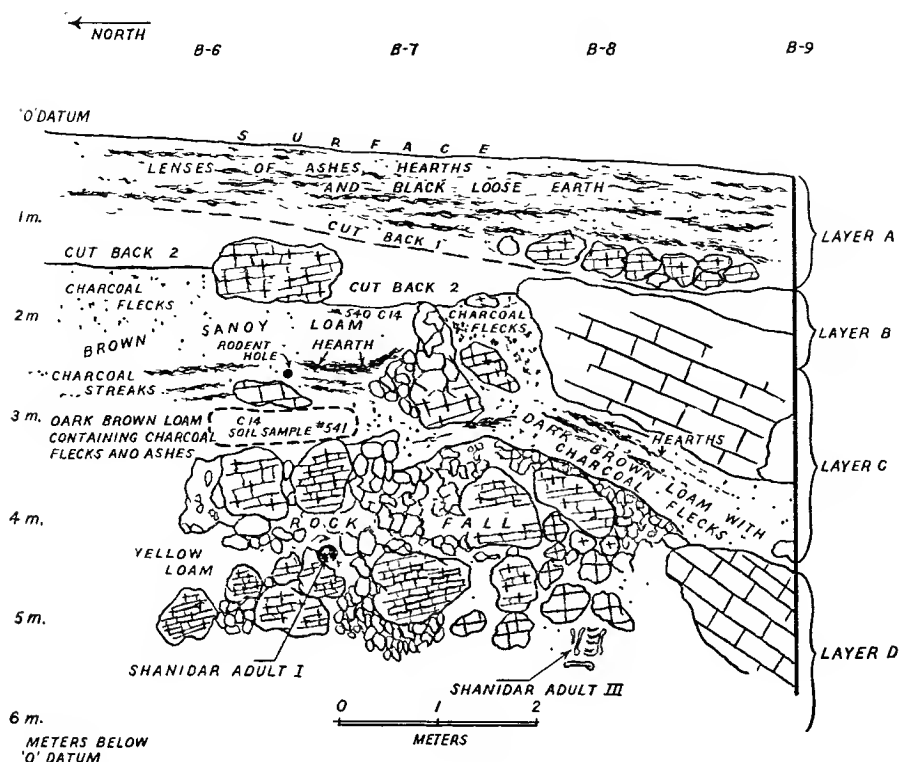 NORTH
B-6 B-7 B-8 B-9
'O' DATUM
SURFACE
LENSES OF ASHES HEARTHS
AND BLACK LOOSE EARTH
1 m.
CUT BACK 1
LAYER A
CUT BACK 2
CUT BACK 2
CHARCOAL
FLECKS
540 C14
CHARCOAL
FLECKS
2 m
SANDY LOAM
BROWN
RODENT
HOLE
HEARTH
LAYER B
CHARCOAL
STREAKS
3 m.
DARK BROWN LOAM
CONTAINING CHARCOAL
FLECKS AND ASHES
C14
SOIL SAMPLE #541
HEARTHS
DARK BROWN LOAM WITH
CHARCOAL FLECKS
LAYER C
4 m.
ROCK FALL
YELLOW
LOAM
5 m.
SHANIDAR ADULT I
SHANIDAR ADULT III
LAYER D
6 m.
METERS BELOW
'O' DATUM
0 1 2
METERS